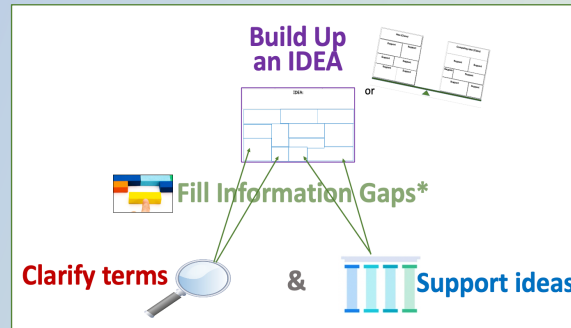 Build Up
an IDEA
IDEA:
or
Fill Information Gaps*
Clarify terms
&
Support ideas